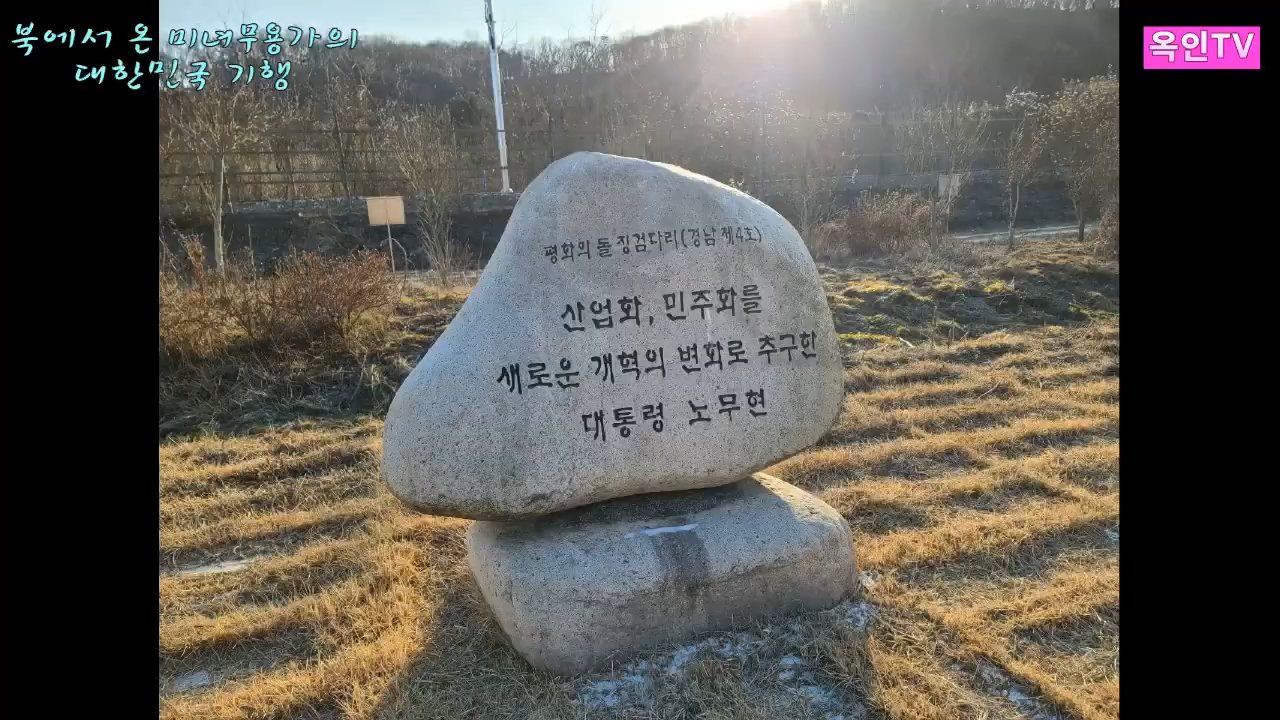 북에서 온 미녀무용가의
대한민국 기행
옥인TV
평화의 돌 징검다리(경남 제4호)
산업화, 민주화를
새로운 개혁의 변화로 추구한
대통령 노무현